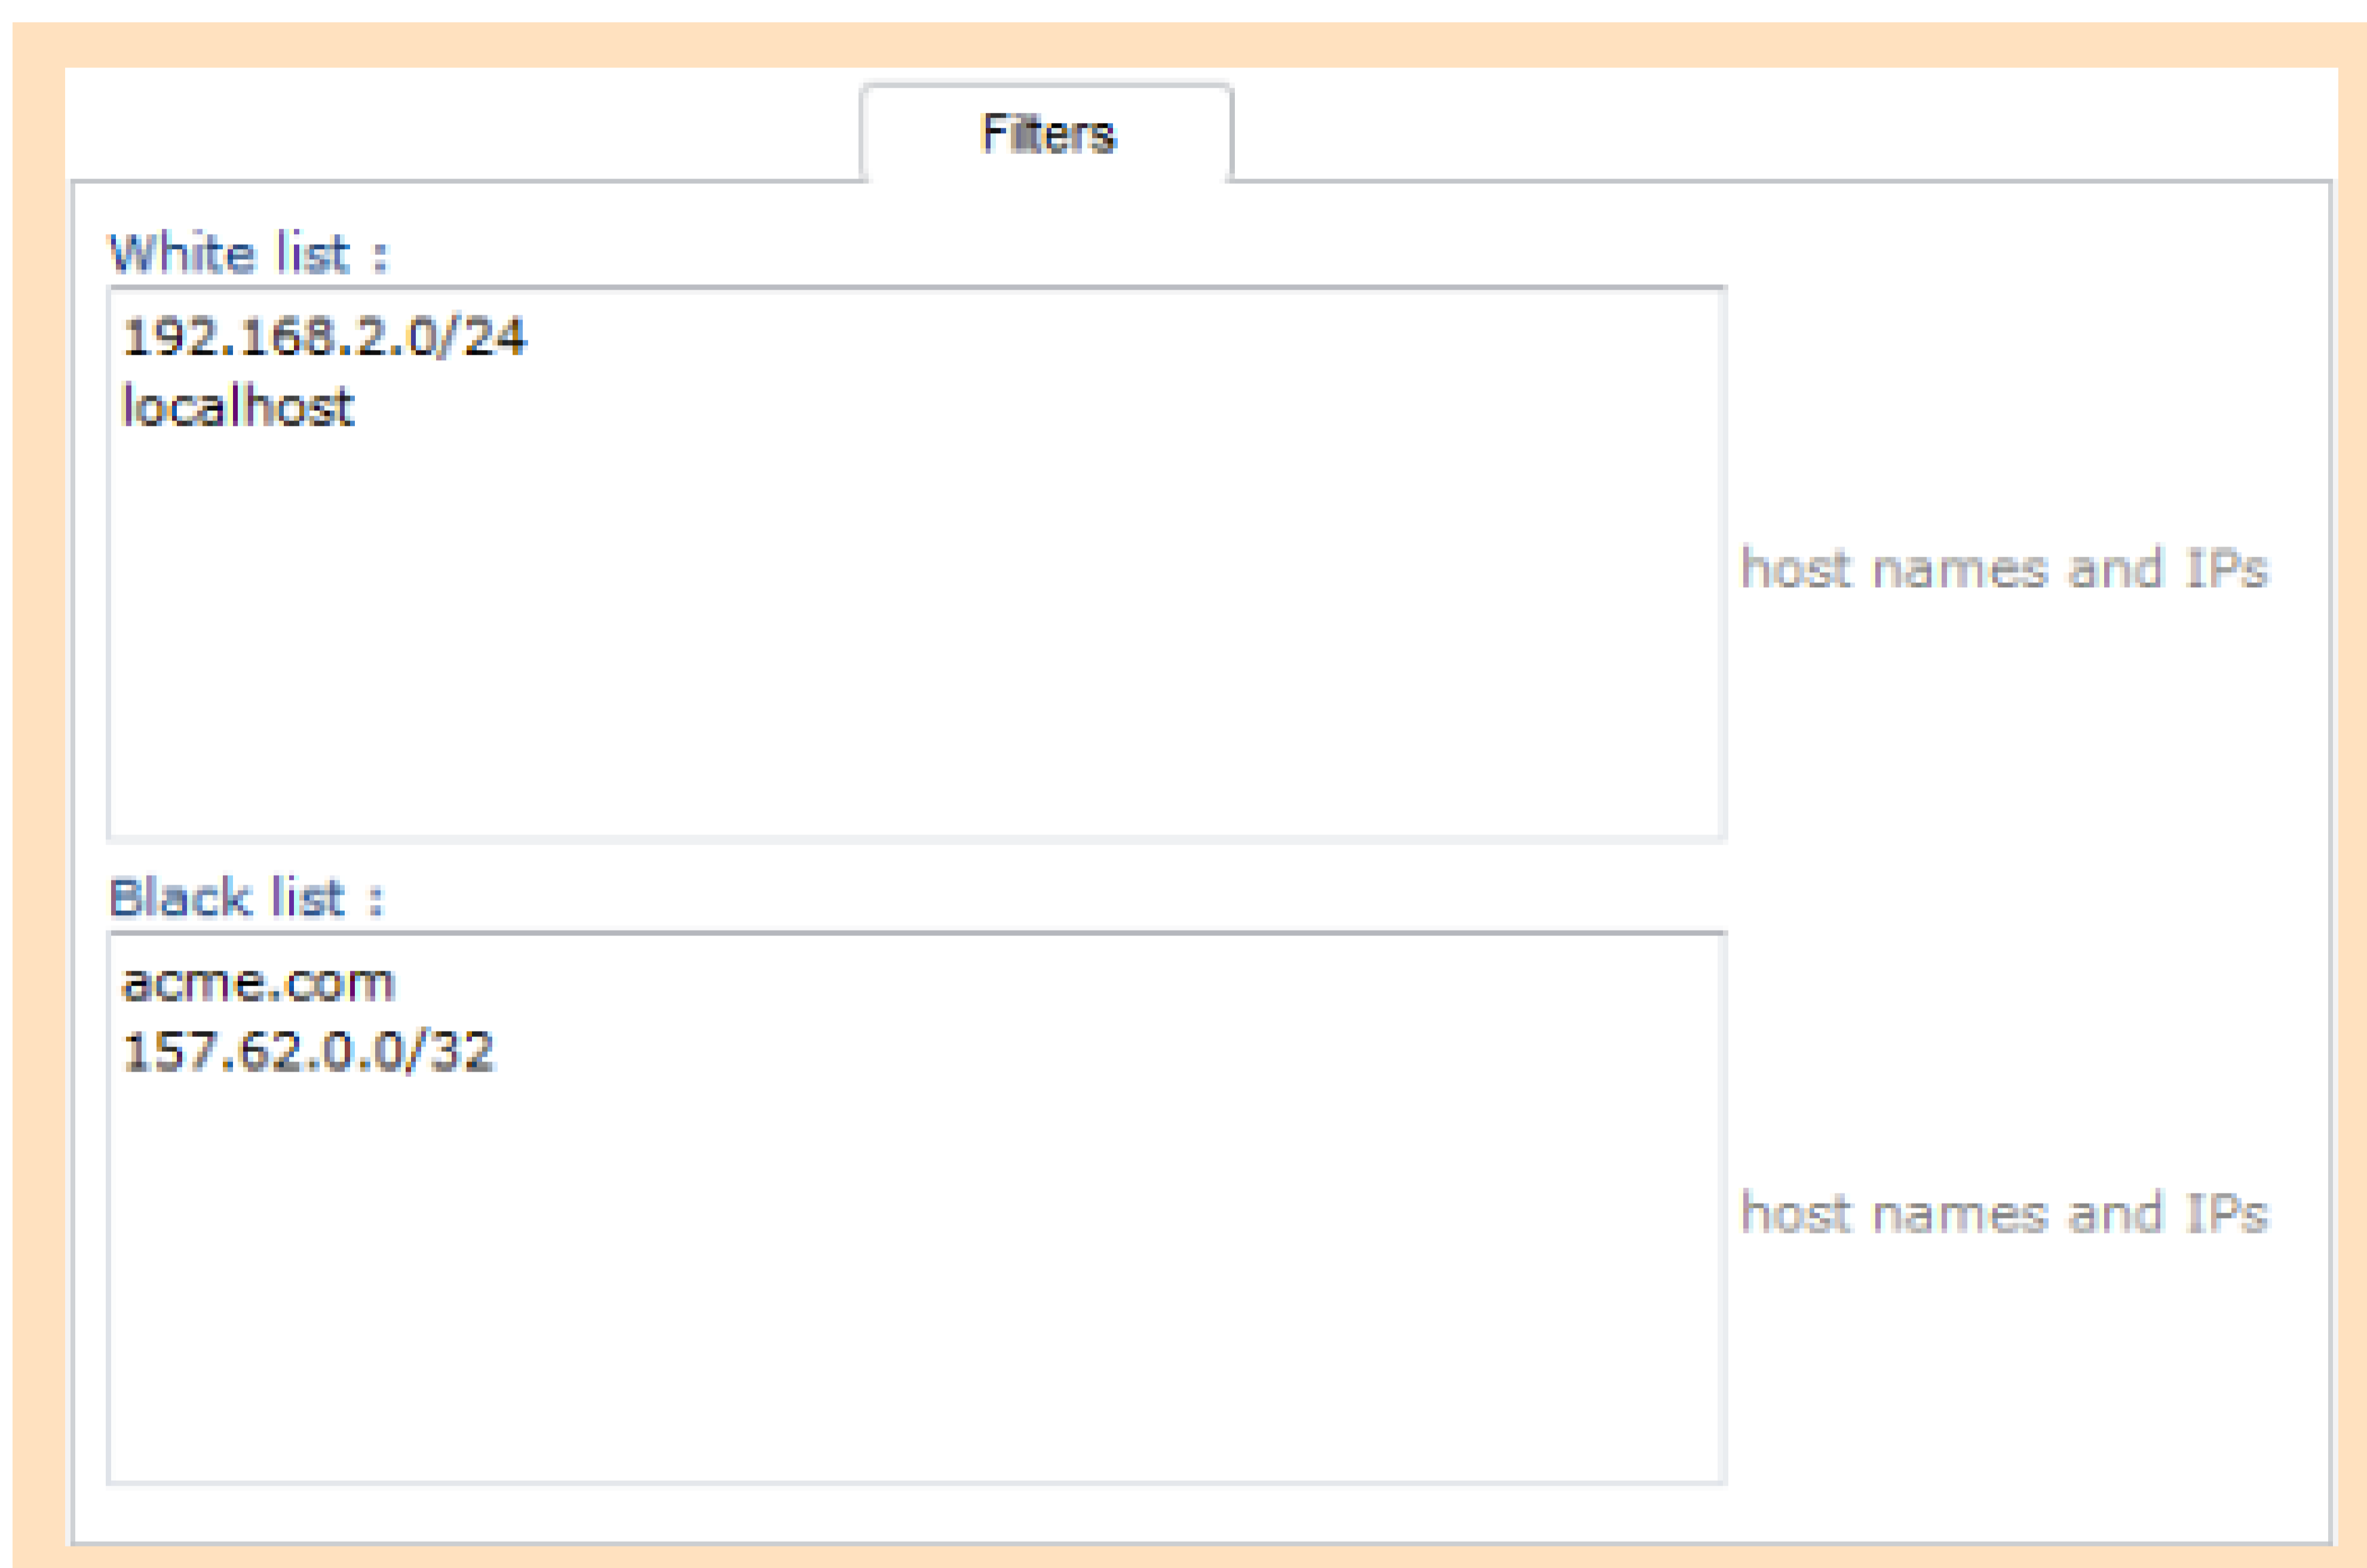 Filters
White list :
192.168.2.0/24
localhost
host names and IPs
Black list :
acme.com
157.62.0.0/32
host names and IPs